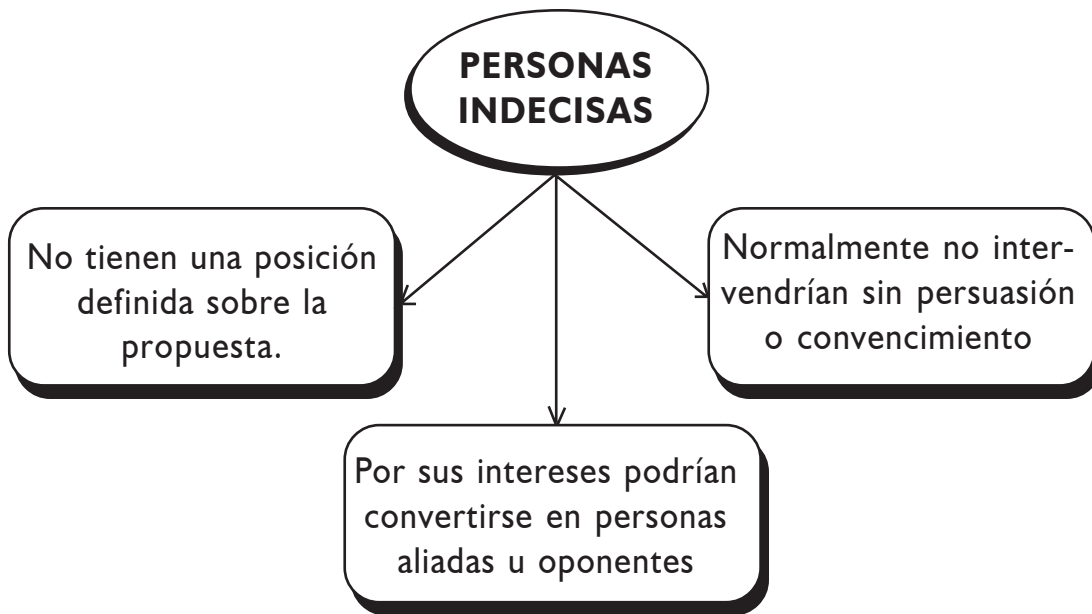 PERSONAS
INDECISAS
No tienen una posición
definida sobre la
propuesta.
Por sus intereses podrían
convertirse en personas
aliadas u oponentes
Normalmente no inter-
vendrían sin persuasión
o convencimiento